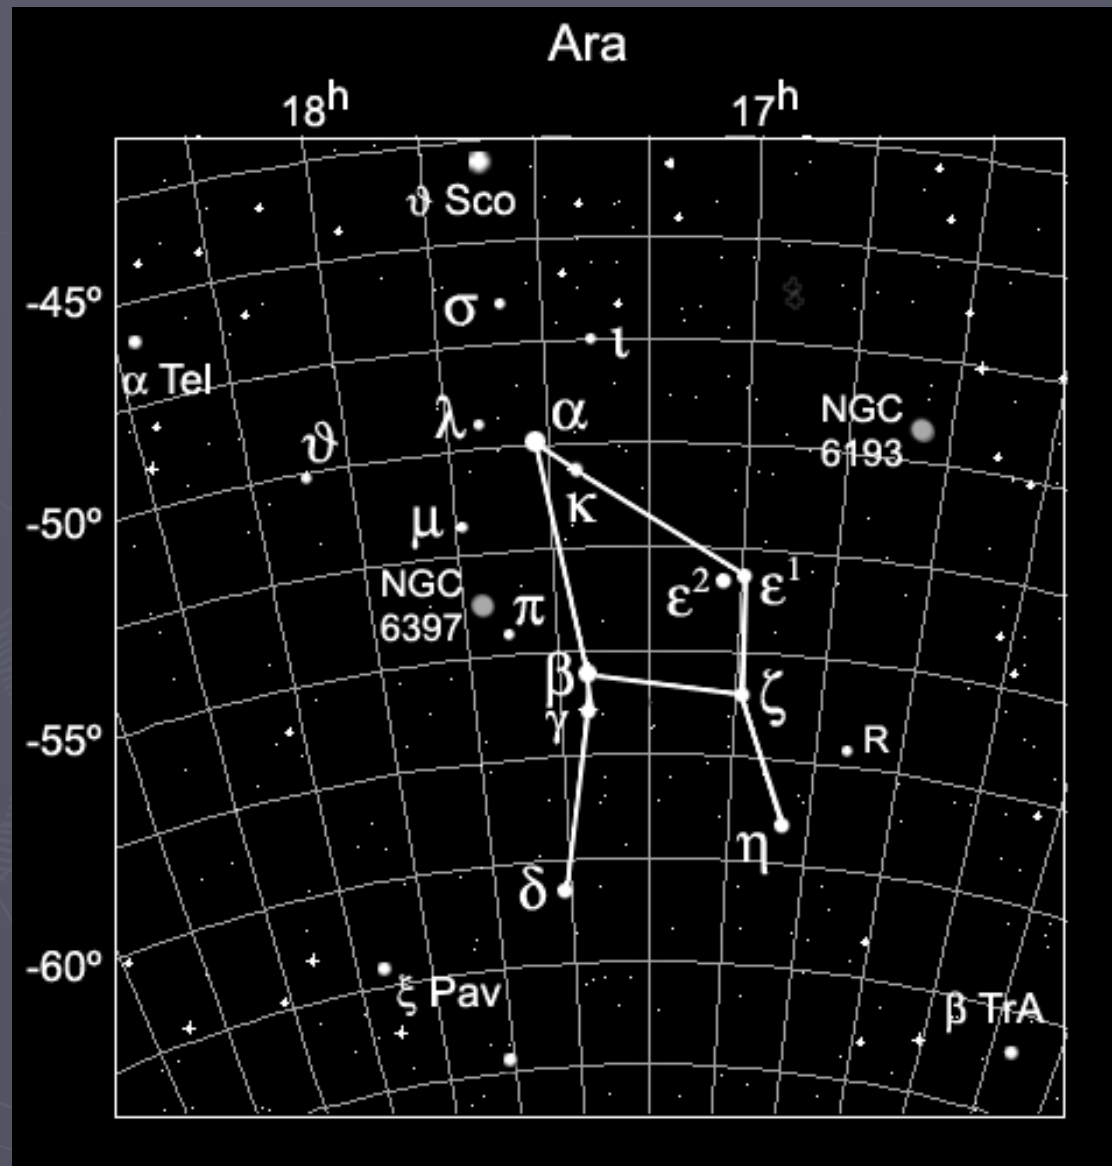 Ara
18h
17h
ϑ Sco
-45º
σ
ι
α Tel
λ
α
NGC
6193
ϑ
κ
-50º
μ
NGC
6397
π
ε2
ε1
β
ζ
γ
-55º
R
η
δ
-60º
ξ Pav
β TrA